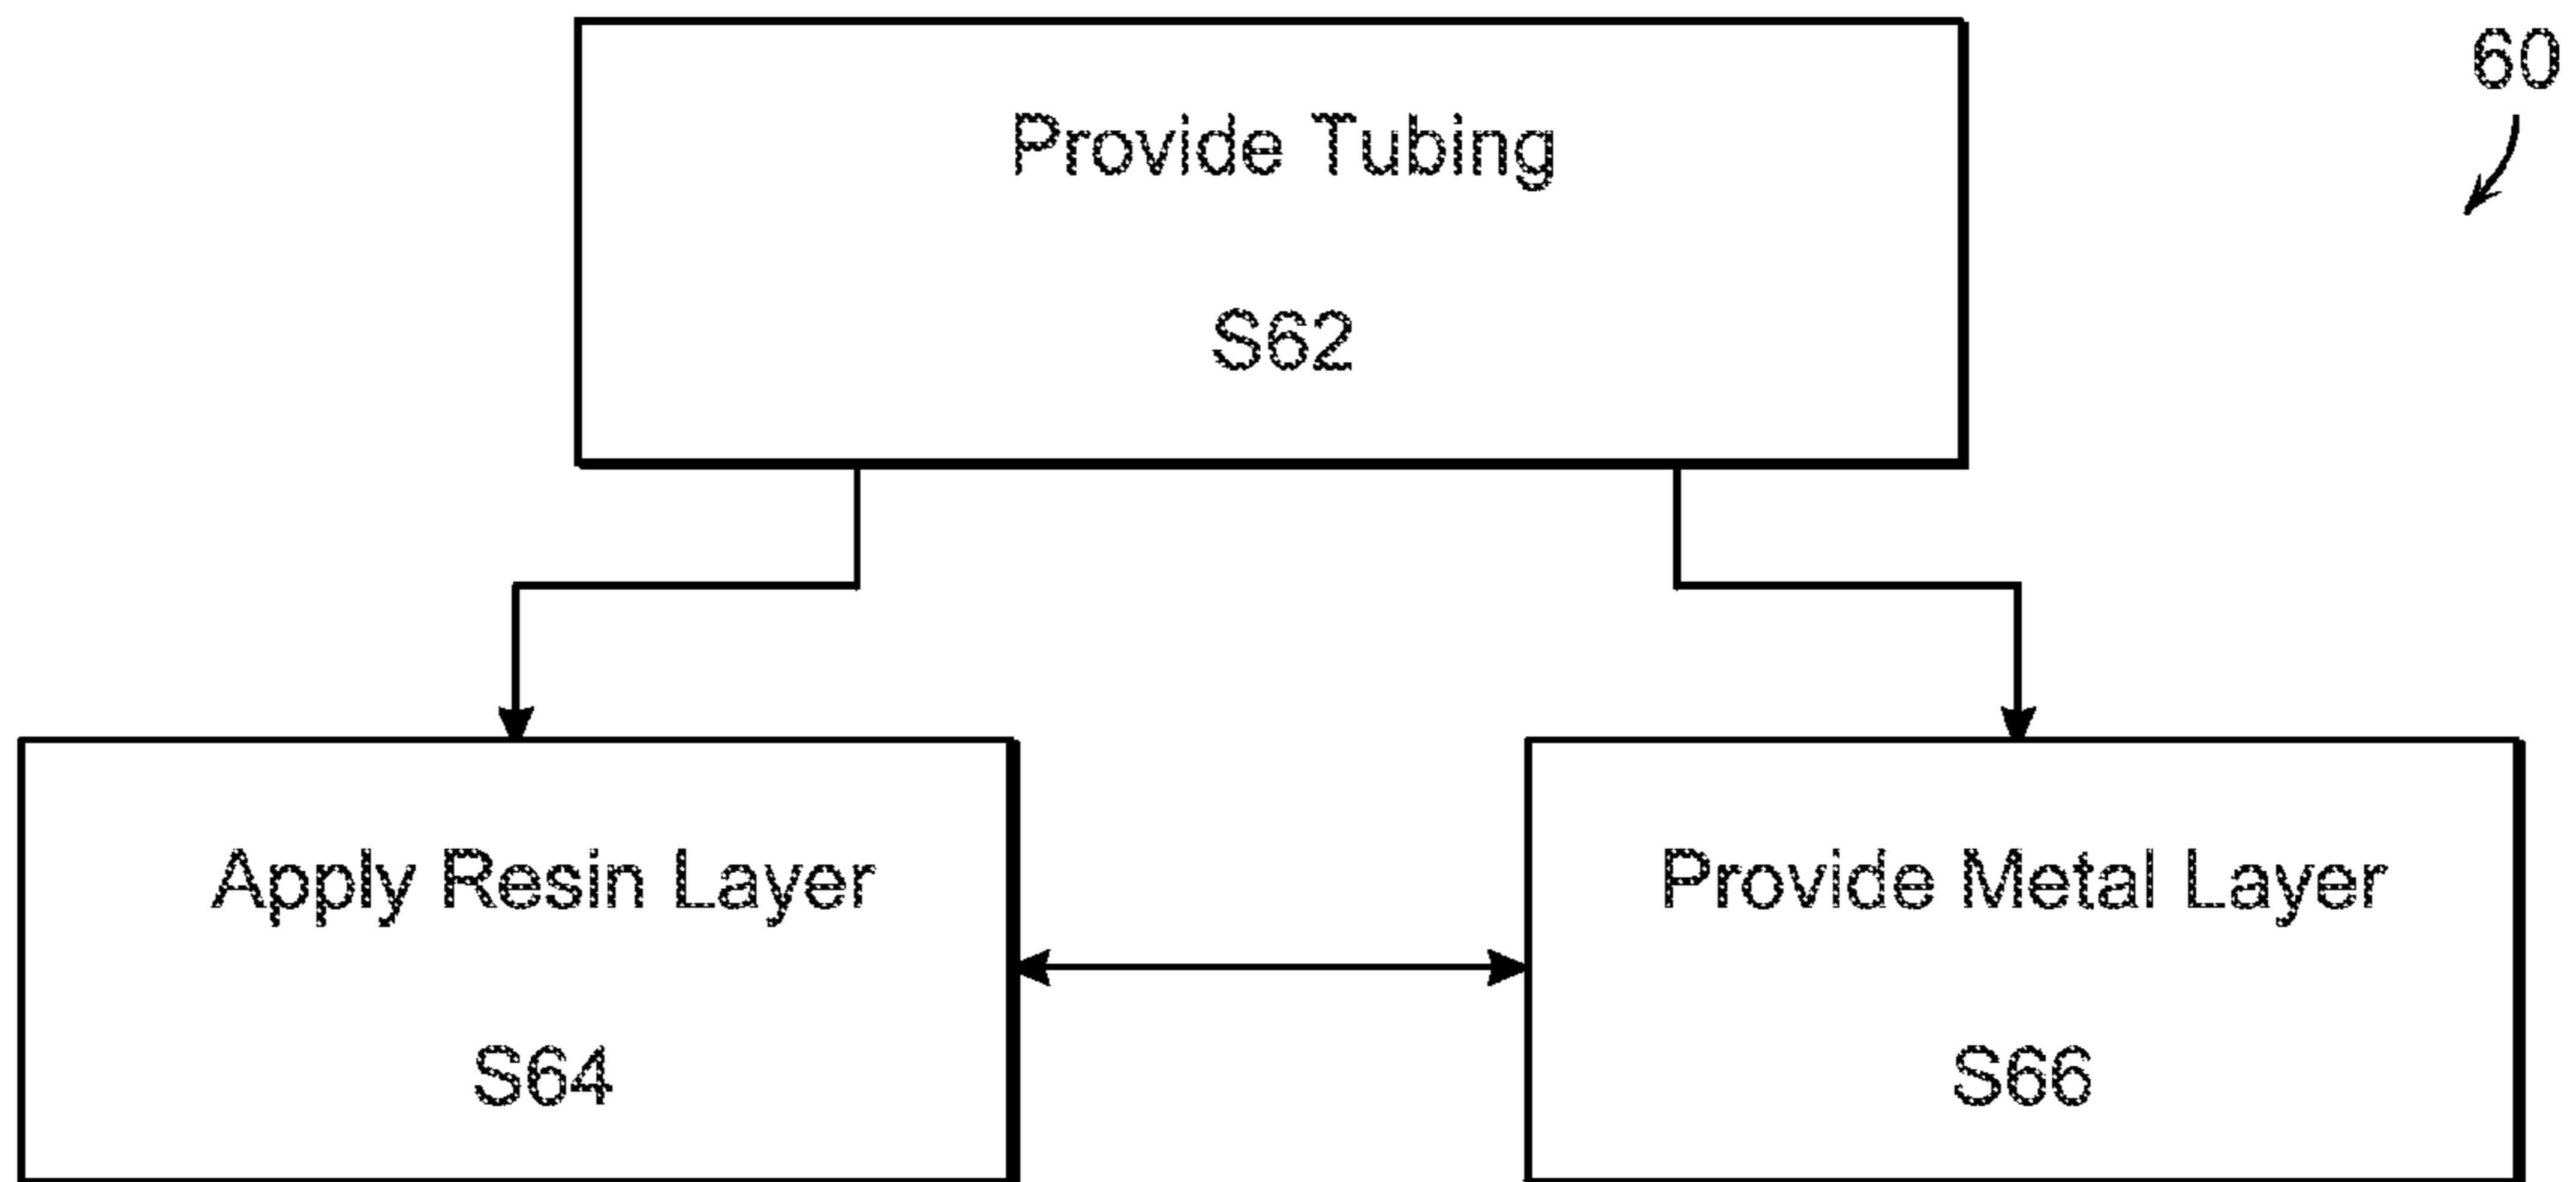 60
Provide Tubing
S62
Apply Resin Layer
S64
Provide Metal Layer
S66